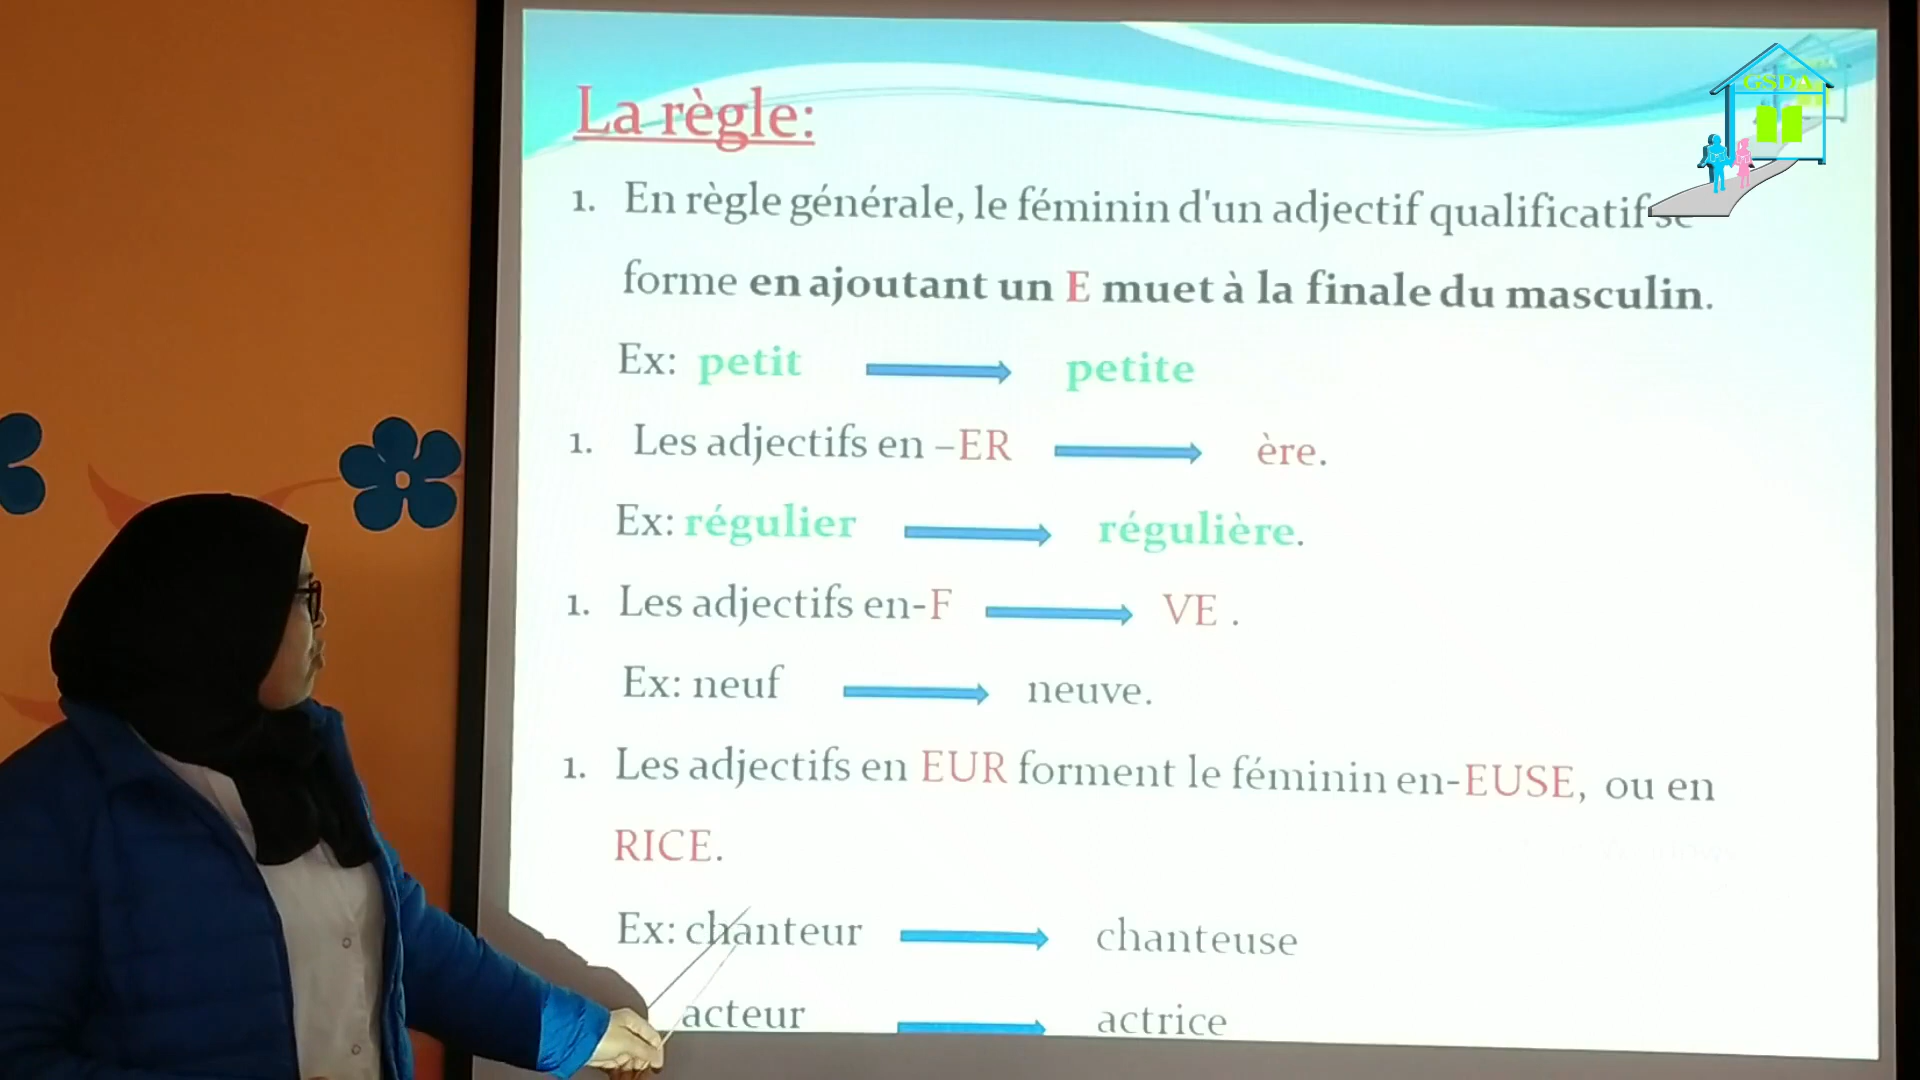 GSDA
La règle:
1. En règle générale, le féminin d'un adjectif qualificatif se
forme en ajoutant un E muet à la finale du masculin.
Ex: petit petite
1. Les adjectifs en –ER ère.
Ex: régulier régulière.
1. Les adjectifs en-F VE .
Ex: neuf neuve.
1. Les adjectifs en EUR forment le féminin en-EUSE, ou en
RICE.
Ex: chanteur chanteuse
acteur actrice